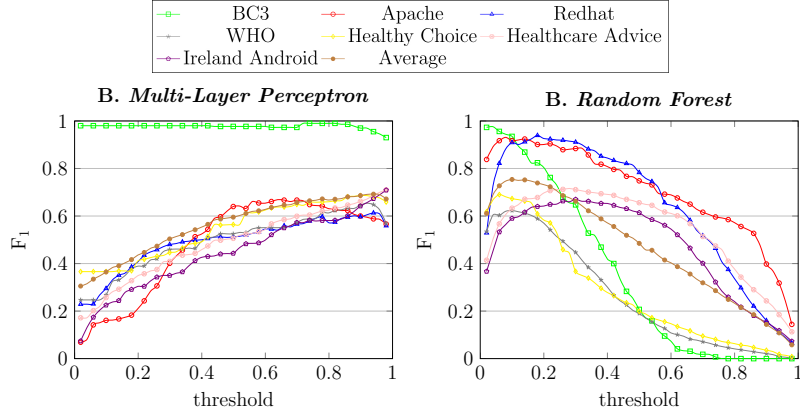 BC3 Apache Redhat
WHO Healthy Choice Healthcare Advice
Ireland Android Average
B. Multi-Layer Perceptron
1
0.8
0.6
0.4
0.2
0
F1
0 0.2 0.4 0.6 0.8 1
threshold
B. Random Forest
1
0.8
0.6
0.4
0.2
0
F1
0 0.2 0.4 0.6 0.8 1
threshold